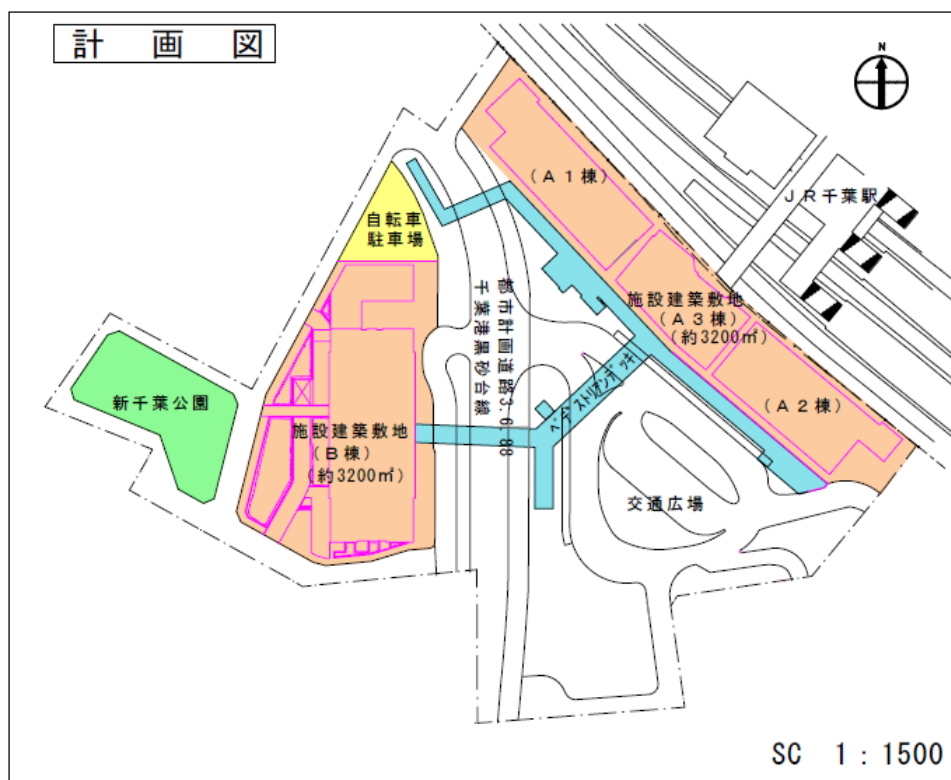 計画図
N
(A1棟)
JR千葉駅
自転車
駐車場
施設建築敷地
(A3棟)
(約3200㎡)
都市計画道路3.6.88
千葉港黒砂台線
ペデストリアンデッキ
(A2棟)
新千葉公園
施設建築敷地
(B棟)
(約3200㎡)
交通広場
SC 1:1500